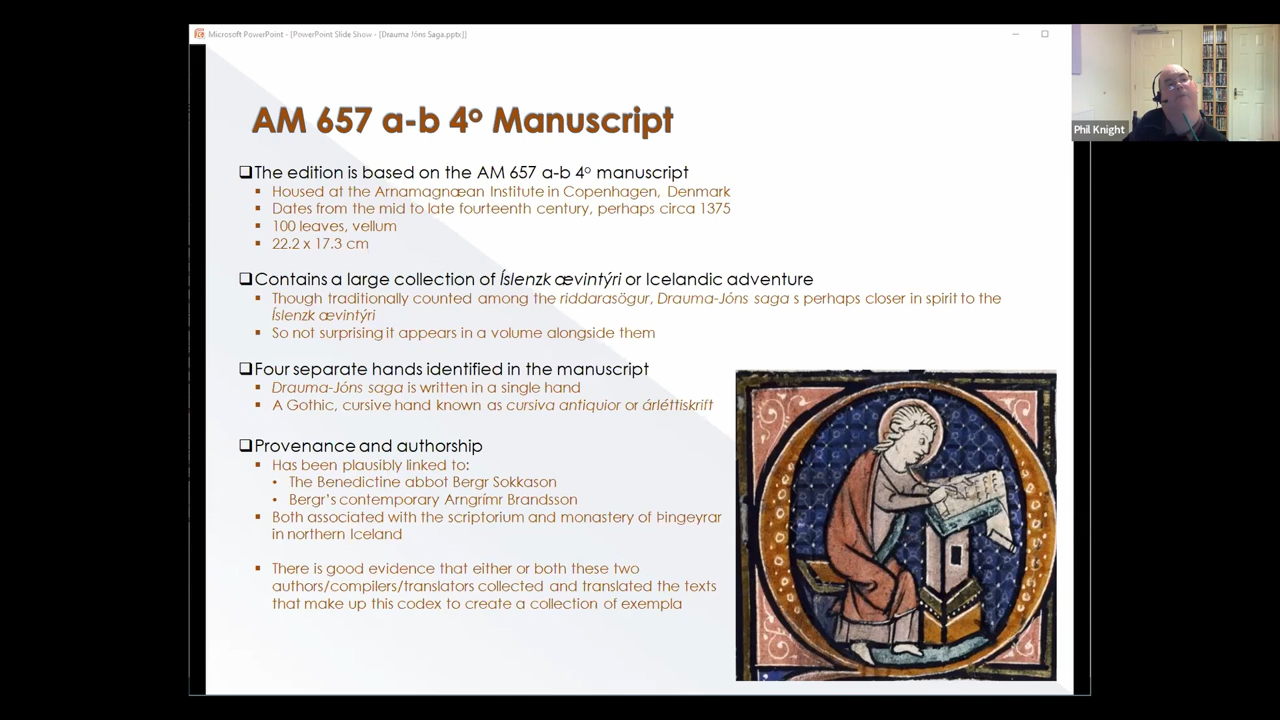 Microsoft PowerPoint - [PowerPoint Slide Show - [Drauma Jóns Saga.pptx]]
Phil Knight
AM 657 a-b 4º Manuscript
The edition is based on the AM 657 a-b 4º manuscript
Housed at the Arnamagnæan Institute in Copenhagen, Denmark
Dates from the mid to late fourteenth century, perhaps circa 1375
100 leaves, vellum
22.2 x 17.3 cm
Contains a large collection of Íslenzk ævintýri or Icelandic adventure
Though traditionally counted among the riddarasögur, Drauma-Jóns saga s perhaps closer in spirit to the
Íslenzk ævintýri
So not surprising it appears in a volume alongside them
Four separate hands identified in the manuscript
Drauma-Jóns saga is written in a single hand
A Gothic, cursive hand known as cursiva antiquior or árléttiskrift
Provenance and authorship
Has been plausibly linked to:
The Benedictine abbot Bergr Sokkason
Bergr's contemporary Arngrímr Brandsson
Both associated with the scriptorium and monastery of Þingeyrar
in northern Iceland
There is good evidence that either or both these two
authors/compilers/translators collected and translated the texts
that make up this codex to create a collection of exempla